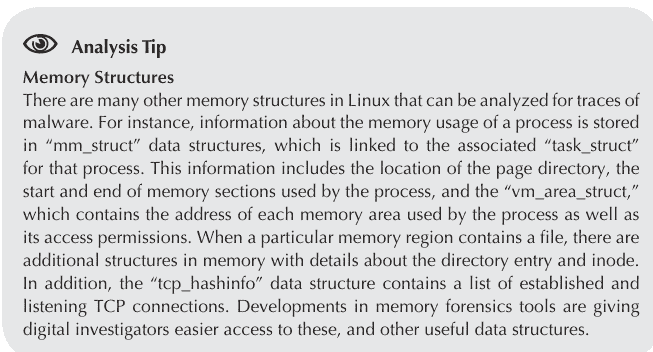 Analysis Tip
Memory Structures
There are many other memory structures in Linux that can be analyzed for traces of
malware. For instance, information about the memory usage of a process is stored
in “mm_struct” data structures, which is linked to the associated “task_struct”
for that process. This information includes the location of the page directory, the
start and end of memory sections used by the process, and the “vm_area_struct,”
which contains the address of each memory area used by the process as well as
its access permissions. When a particular memory region contains a file, there are
additional structures in memory with details about the directory entry and inode.
In addition, the “tcp_hashinfo” data structure contains a list of established and
listening TCP connections. Developments in memory forensics tools are giving
digital investigators easier access to these, and other useful data structures.